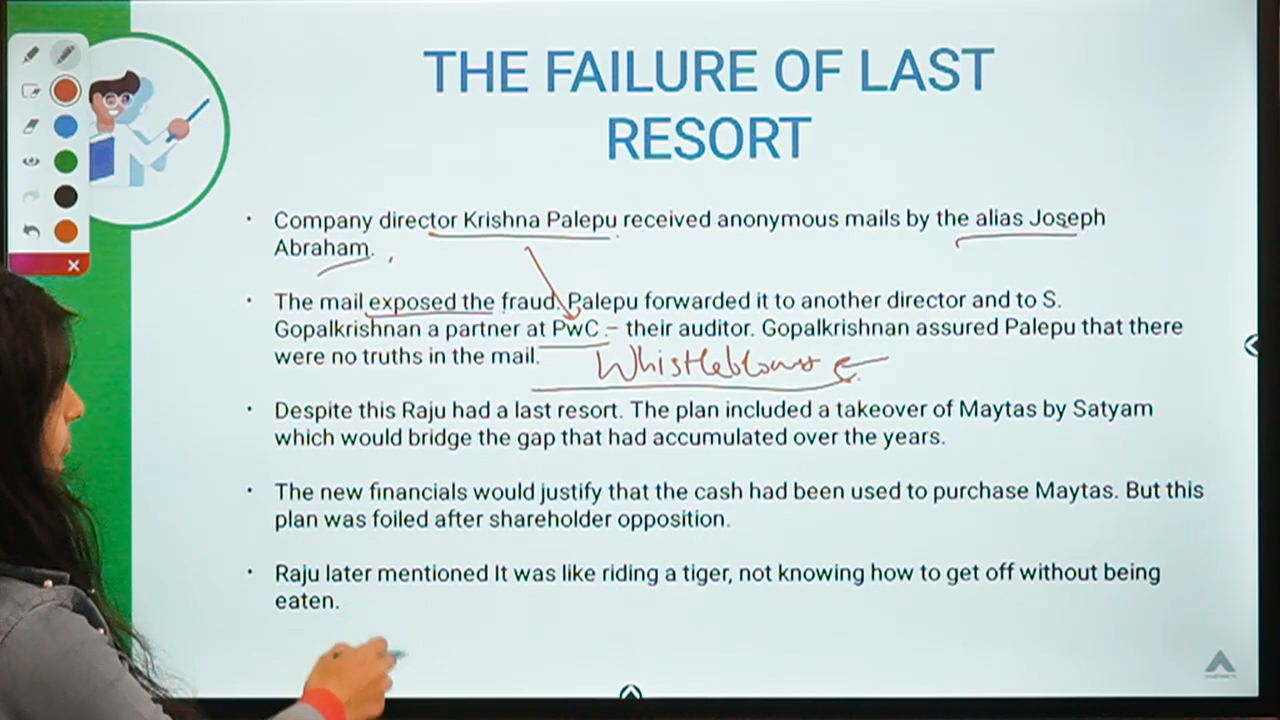 THE FAILURE OF LAST
RESORT
• Company director Krishna Palepu received anonymous mails by the alias Joseph
Abraham.
• The mail exposed the fraud. Palepu forwarded it to another director and to S.
Gopalkrishnan a partner at PwC – their auditor. Gopalkrishnan assured Palepu that there
were no truths in the mail.
Whistleblower
• Despite this Raju had a last resort. The plan included a takeover of Maytas by Satyam
which would bridge the gap that had accumulated over the years.
• The new financials would justify that the cash had been used to purchase Maytas. But this
plan was foiled after shareholder opposition.
• Raju later mentioned It was like riding a tiger, not knowing how to get off without being
eaten.